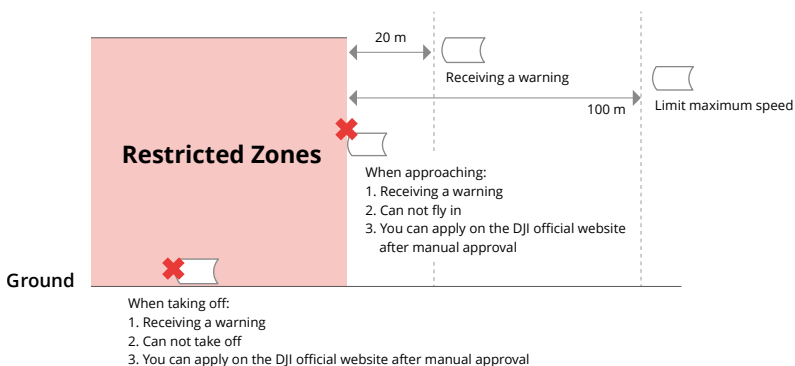 20 m
Receiving a warning
100 m
Limit maximum speed
Restricted Zones
When approaching:
1. Receiving a warning
2. Can not fly in
3. You can apply on the DJI official website
after manual approval
Ground
When taking off:
1. Receiving a warning
2. Can not take off
3. You can apply on the DJI official website after manual approval